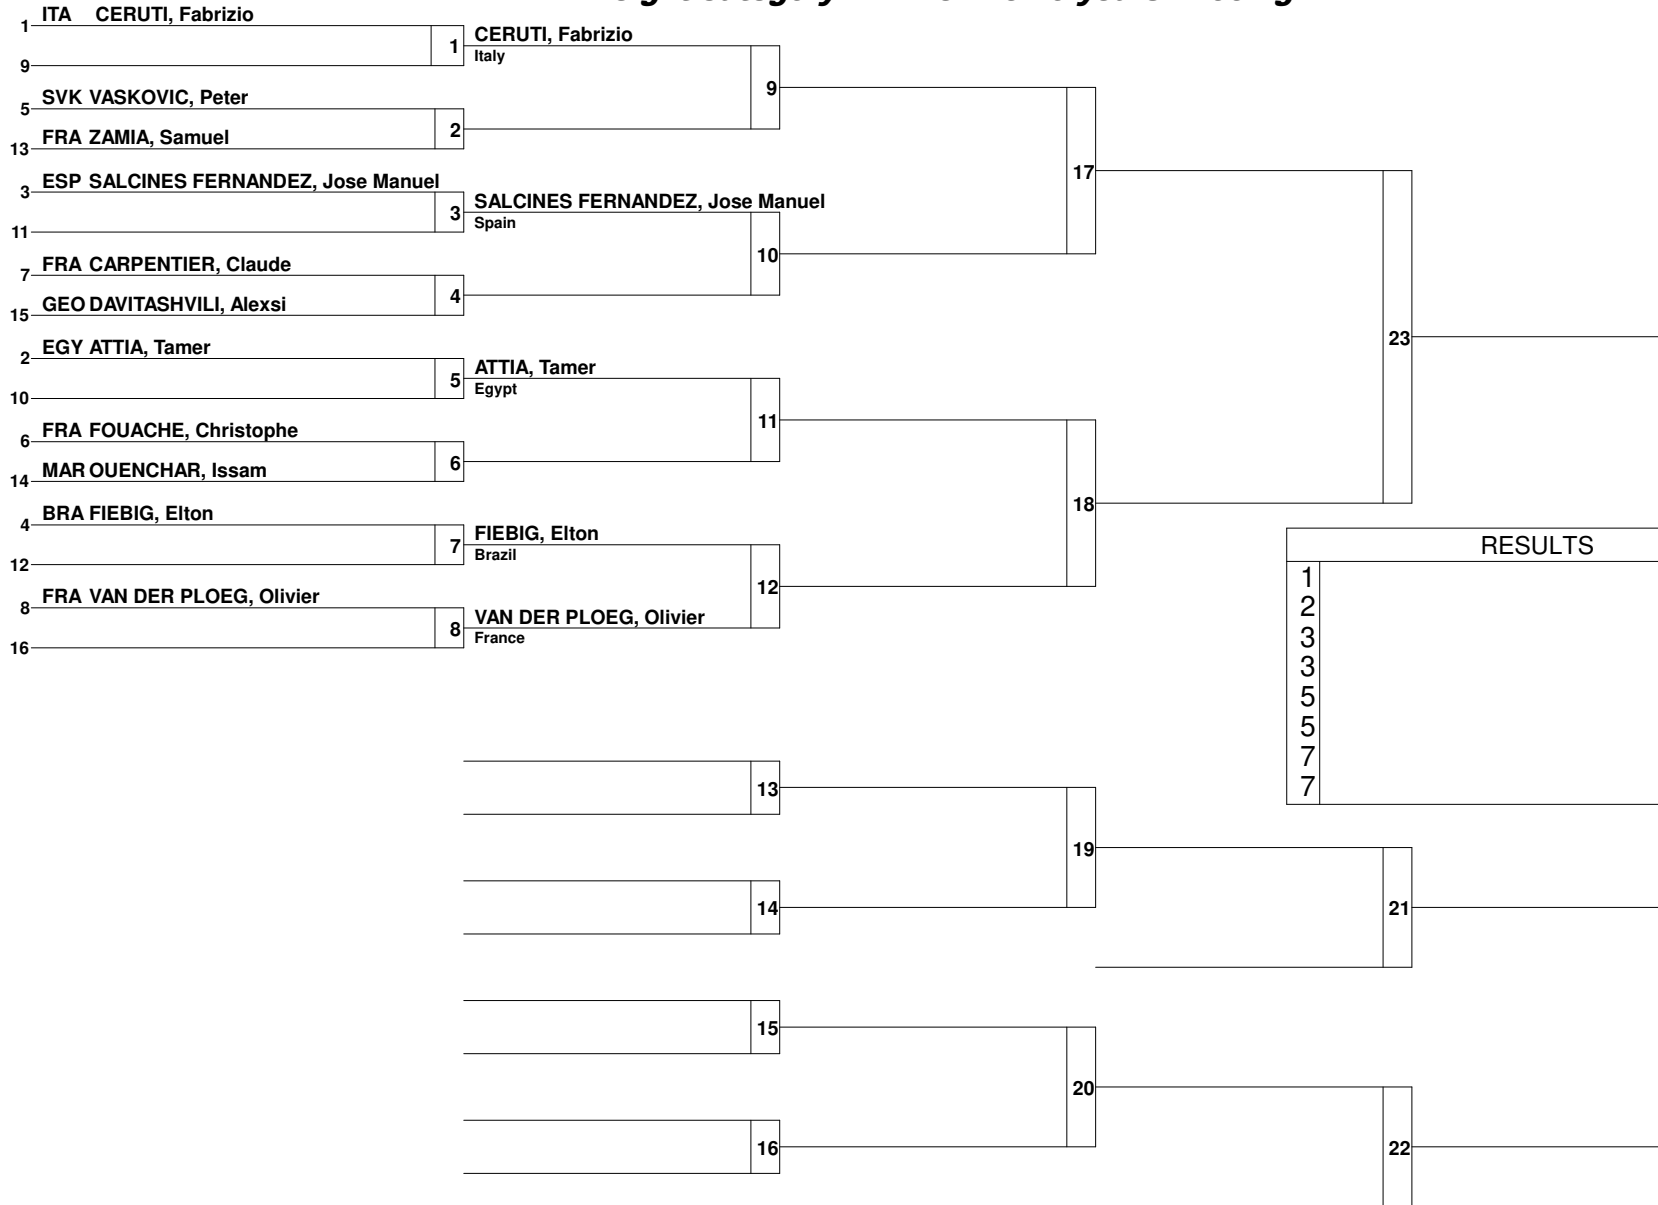 1 ITA CERUTI, Fabrizio
9
1 CERUTI, Fabrizio
Italy
5 SVK VASKOVIC, Peter
13 FRA ZAMIA, Samuel
2
9
3 ESP SALCINES FERNANDEZ, Jose Manuel
11
3 SALCINES FERNANDEZ, Jose Manuel
Spain
7 FRA CARPENTIER, Claude
15 GEO DAVITASHVILI, Alexsi
4
10
17
2 EGY ATTIA, Tamer
10
5 ATTIA, Tamer
Egypt
6 FRA FOUACHE, Christophe
14 MAR OUENCHAR, Issam
6
11
4 BRA FIEBIG, Elton
12
7 FIEBIG, Elton
Brazil
8 FRA VAN DER PLOEG, Olivier
16
8 VAN DER PLOEG, Olivier
France
12
18
23
RESULTS
1
2
3
3
5
5
7
7
13
14
19
21
15
16
20
22